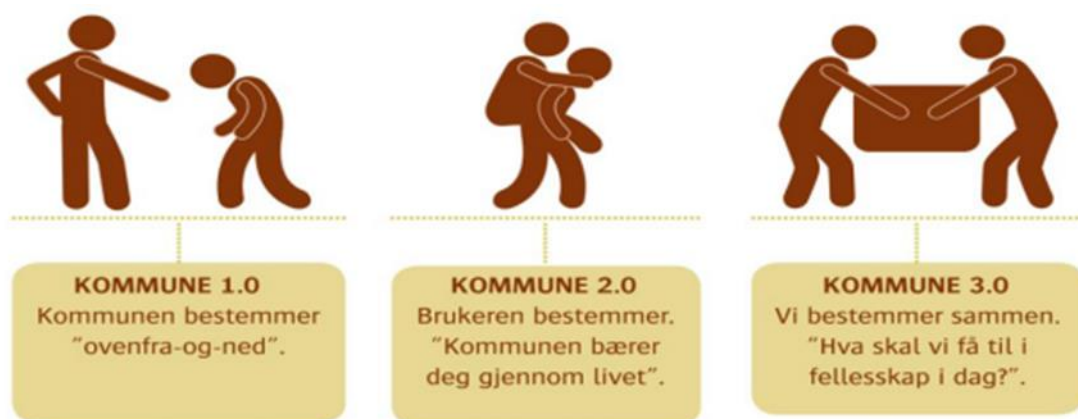 KOMMUNE 1.0
Kommunen bestemmer
"ovenfra-og-ned".
KOMMUNE 2.0
Brukeren bestemmer.
"Kommunen bærer
deg gjennom livet".
KOMMUNE 3.0
Vi bestemmer sammen.
"Hva skal vi få til i
fellesskap i dag?".